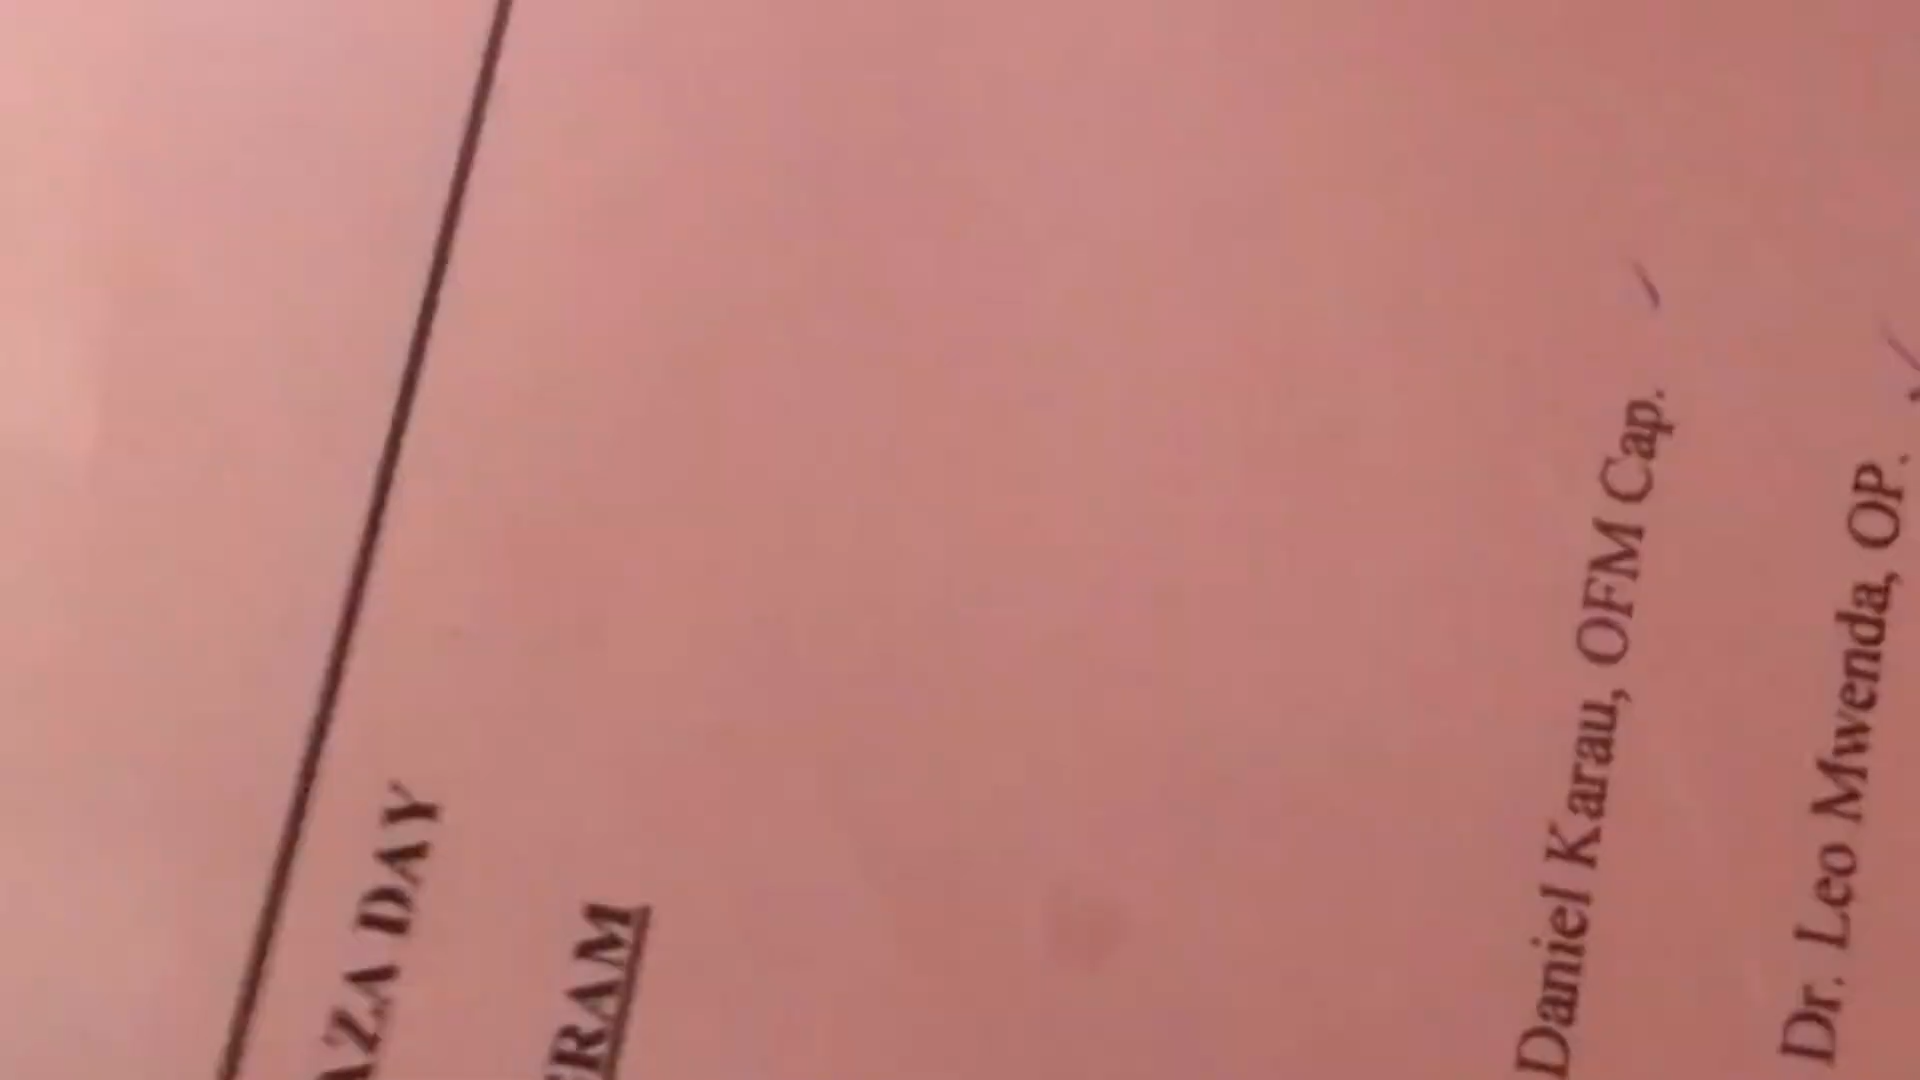 AZA DAY
RAM
Daniel Karau, OFM Cap.
Dr. Leo Mwenda, OP.